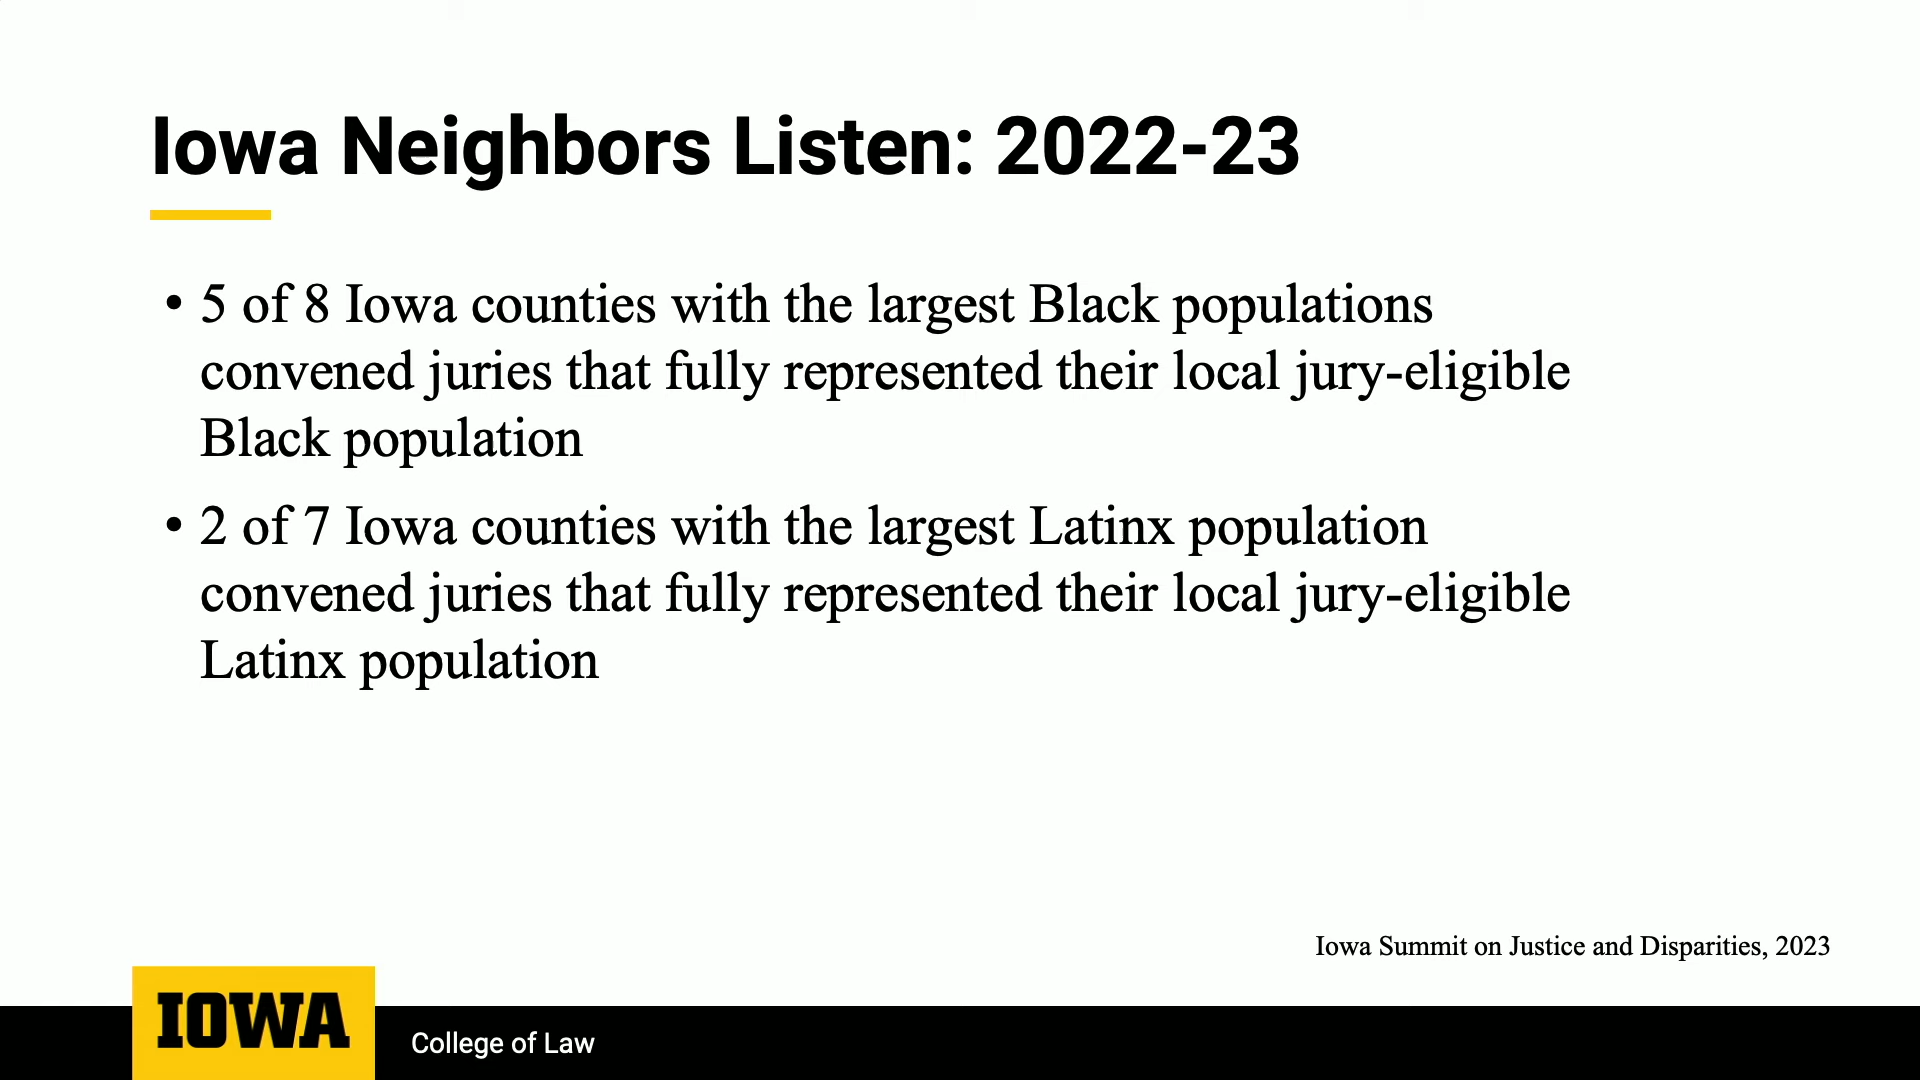 Iowa Neighbors Listen: 2022-23
• 5 of 8 Iowa counties with the largest Black populations
convened juries that fully represented their local jury-eligible
Black population
• 2 of 7 Iowa counties with the largest Latinx population
convened juries that fully represented their local jury-eligible
Latinx population
Iowa Summit on Justice and Disparities, 2023
IOWA
College of Law